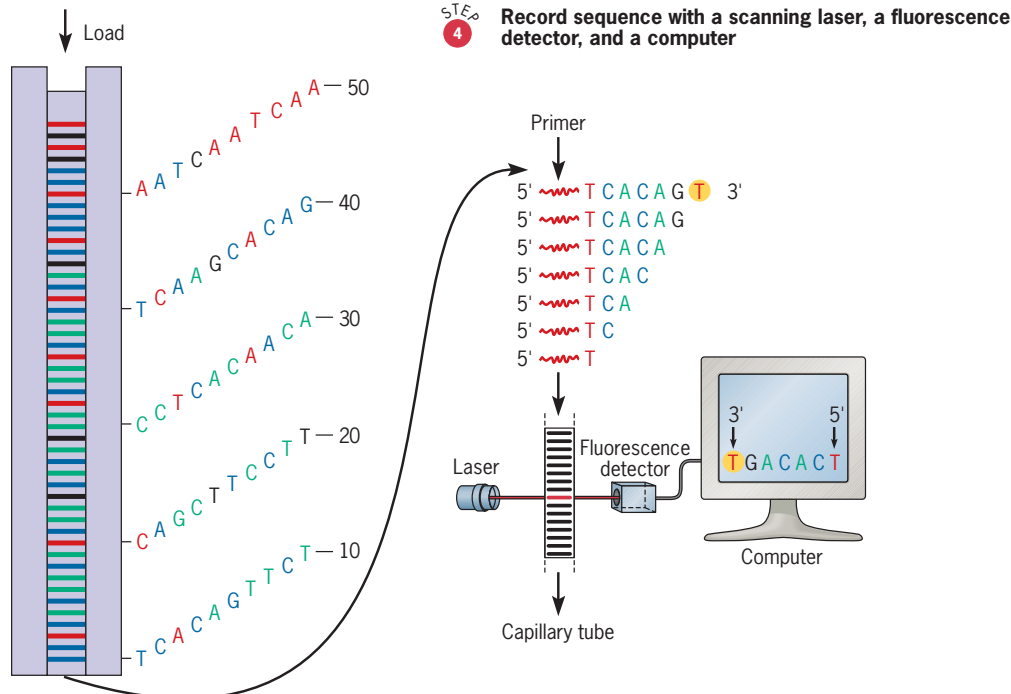 STEP
4
Record sequence with a scanning laser, a fluorescence
detector, and a computer
Load
A A T C A A T C A A — 50
T C A A G C A C A G — 40
C C T C A C A A C A — 30
C A G C T T C C T T — 20
T C A C A G T T C T — 10
Primer
5' T C A C A G T 3'
5' T C A C A G
5' T C A C A
5' T C A C
5' T C A
5' T C
5' T
Laser
Fluorescence
detector
3' 5'
T G A C A C T
Computer
Capillary tube